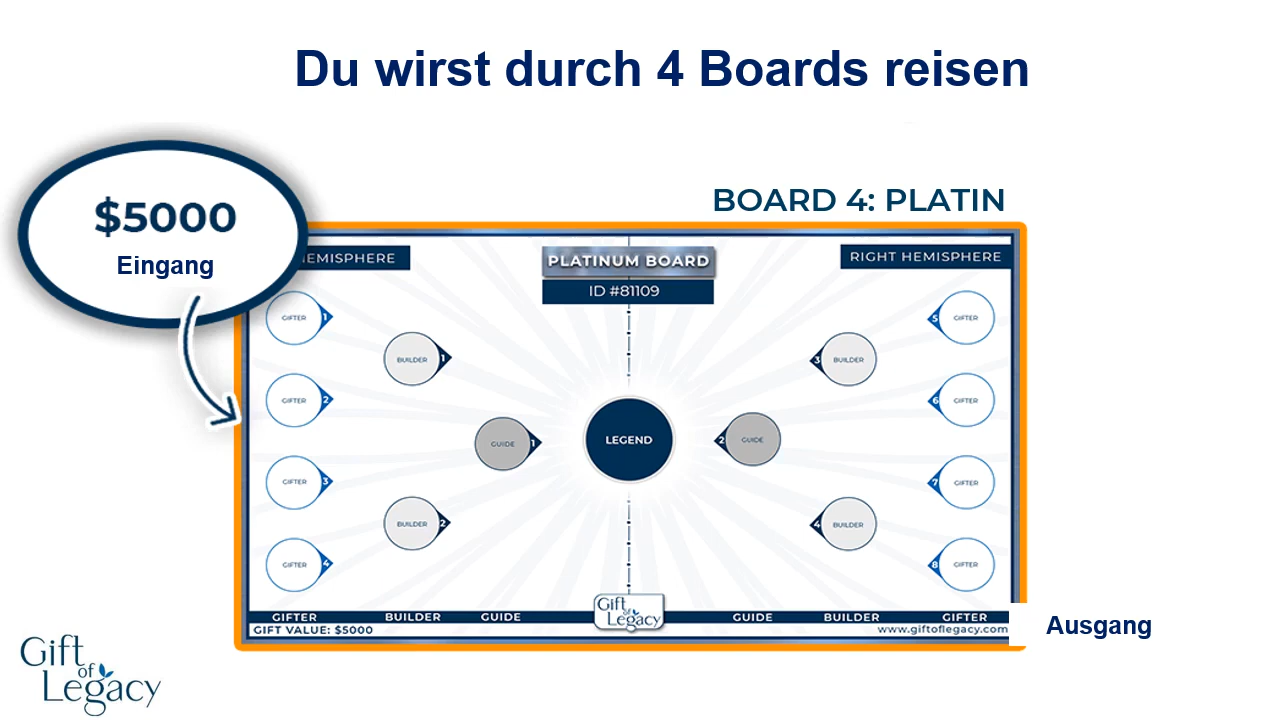 Du wirst durch 4 Boards reisen
$5000
Eingang
BOARD 4: PLATIN
HEMISPHERE
PLATINUM BOARD
ID #81109
RIGHT HEMISPHERE
GIFTER 1
GIFTER 2
GIFTER 3
GIFTER 4
BUILDER 1
BUILDER 2
GUIDE 1
LEGEND
2 GUIDE
3 BUILDER
4 BUILDER
5 GIFTER
6 GIFTER
7 GIFTER
8 GIFTER
GIFTER BUILDER GUIDE
Gift of Legacy
GUIDE BUILDER GIFTER
GIFT VALUE: $5000
www.giftoflegacy.com
Ausgang
Gift
of
Legacy